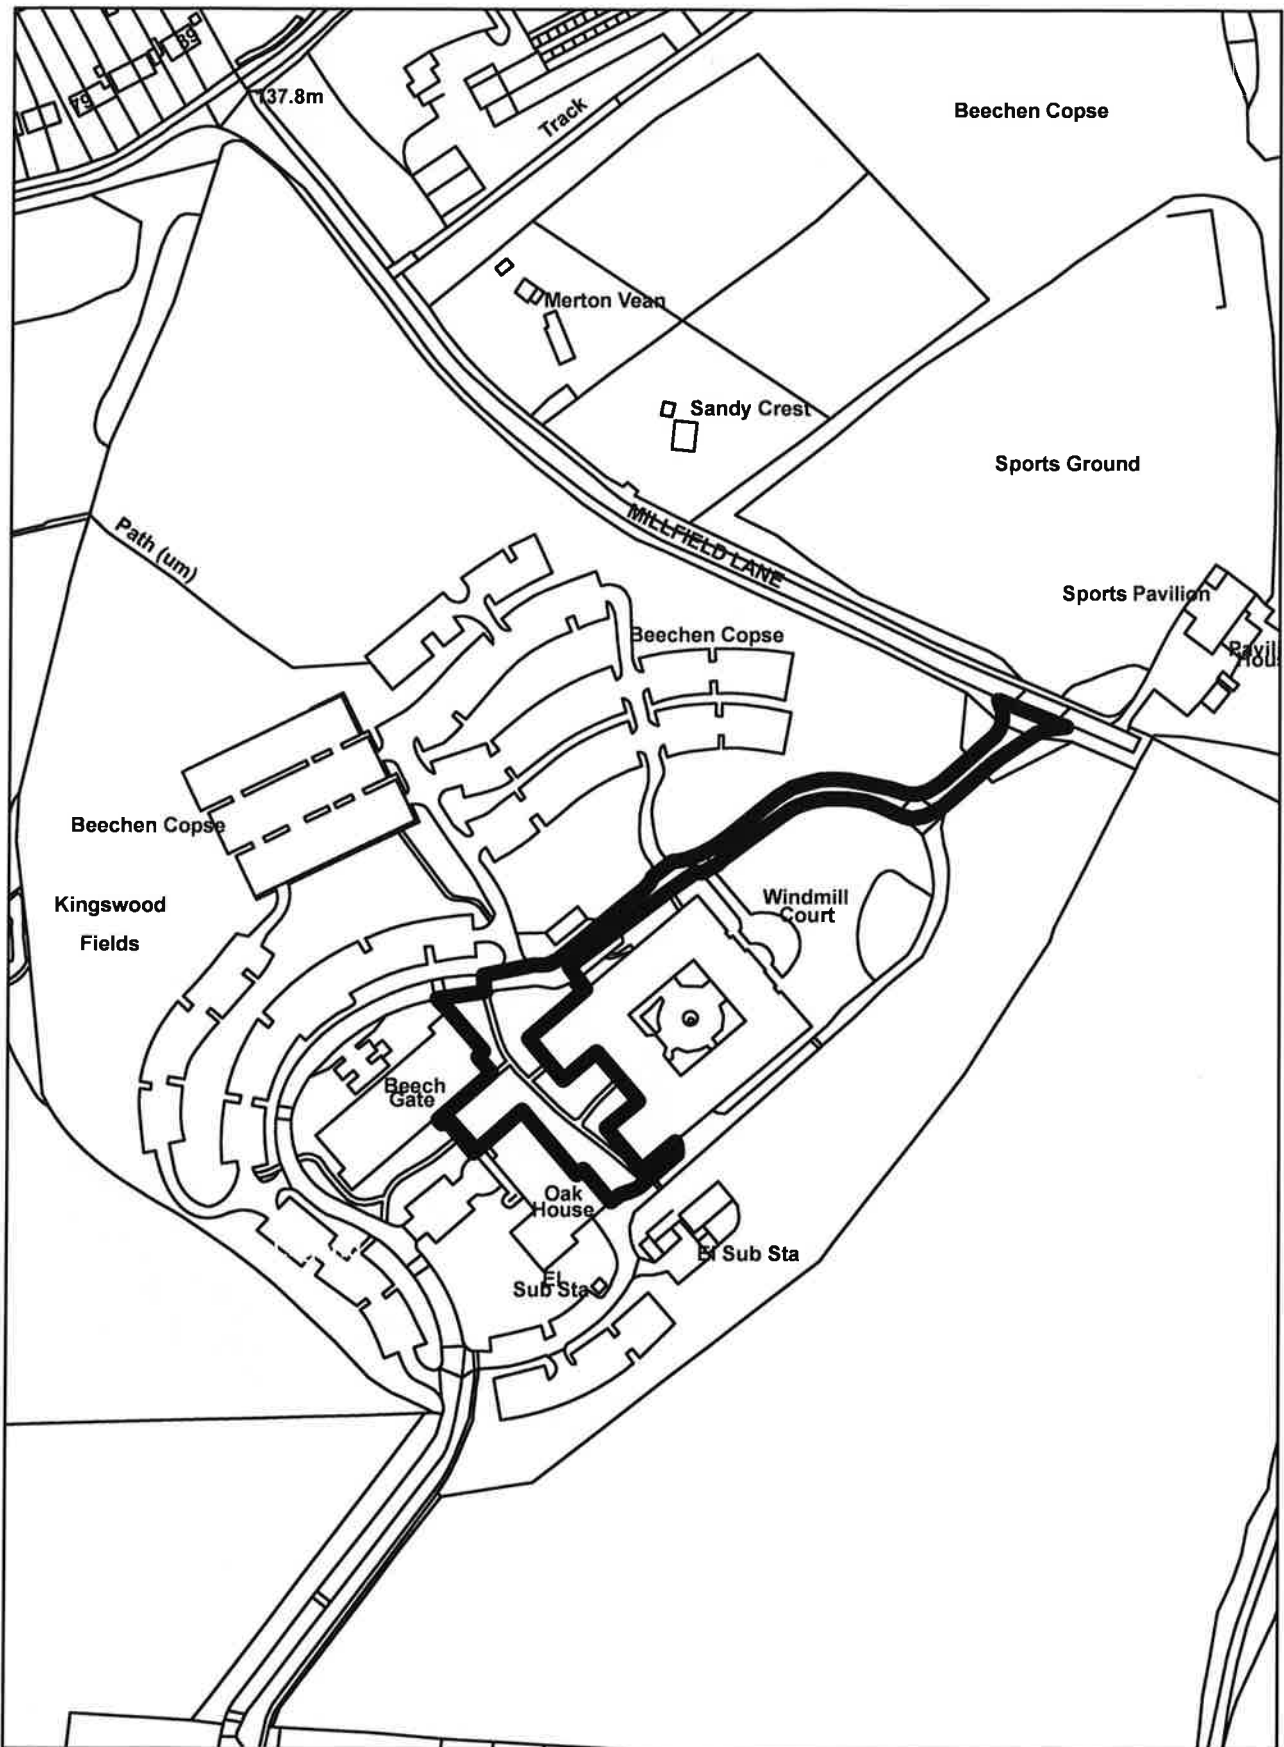 89
79
137.8m
Track
Beechen Copse
Merton Vean
Sandy Crest
Sports Ground
MILLFIELD LANE
Path (um)
Sports Pavilion
Beechen Copse
Beechen Copse
Kingswood
Fields
Windmill
Court
Beech
Gate
Oak
House
El Sub Sta
El
Sub Sta